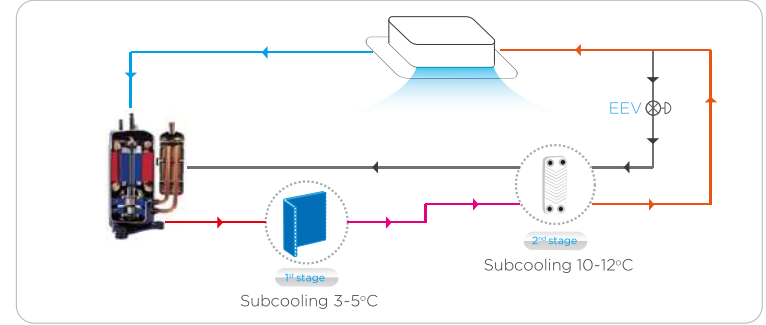 EEV
2nd stage
Subcooling 10~12°C
1st stage
Subcooling 3~5°C